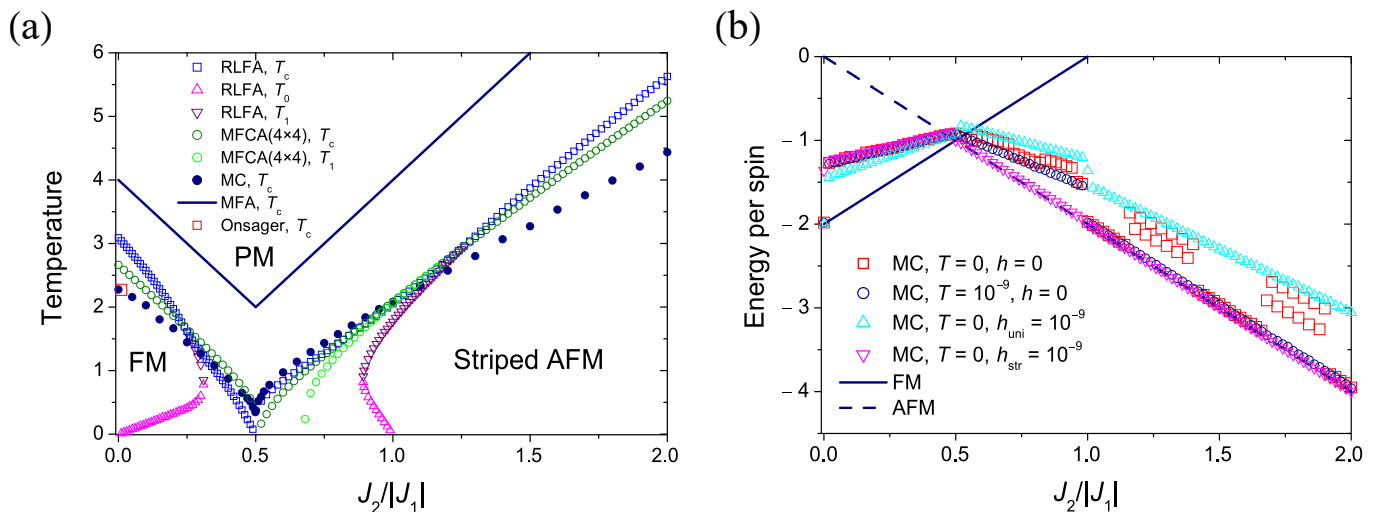 (a)
6
5
4
3
2
1
0
Temperature
RLFA, T_c
RLFA, T_0
RLFA, T_1
MFCA(4×4), T_c
MFCA(4×4), T_1
MC, T_c
MFA, T_c
Onsager, T_c
PM
FM
Striped AFM
0.0 0.5 1.0 1.5 2.0
J_2/|J_1|
(b)
0
− 1
− 2
− 3
− 4
Energy per spin
MC, T = 0, h = 0
MC, T = 10^{-9}, h = 0
MC, T = 0, h_{uni} = 10^{-9}
MC, T = 0, h_{str} = 10^{-9}
FM
AFM
0.0 0.5 1.0 1.5 2.0
J_2/|J_1|